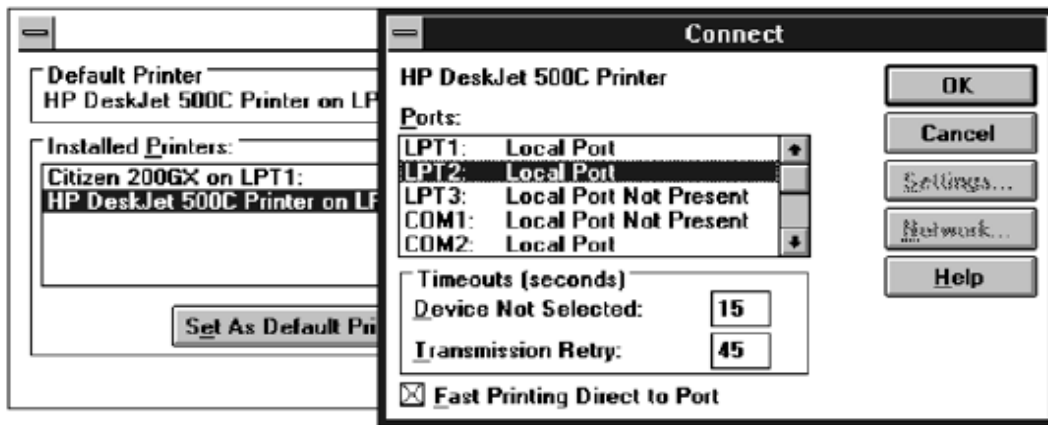 Default Printer
HP DeskJet 500C Printer on LP
Installed Printers:
Citizen 200GX on LPT1:
HP DeskJet 500C Printer on LP
Set As Default Pri
Connect
HP DeskJet 500C Printer
Ports:
LPT1: Local Port
LPT2: Local Port
LPT3: Local Port Not Present
COM1: Local Port Not Present
COM2: Local Port
Timeouts (seconds)
Device Not Selected: 15
Transmission Retry: 45
Fast Printing Direct to Port
OK
Cancel
Settings...
Network...
Help